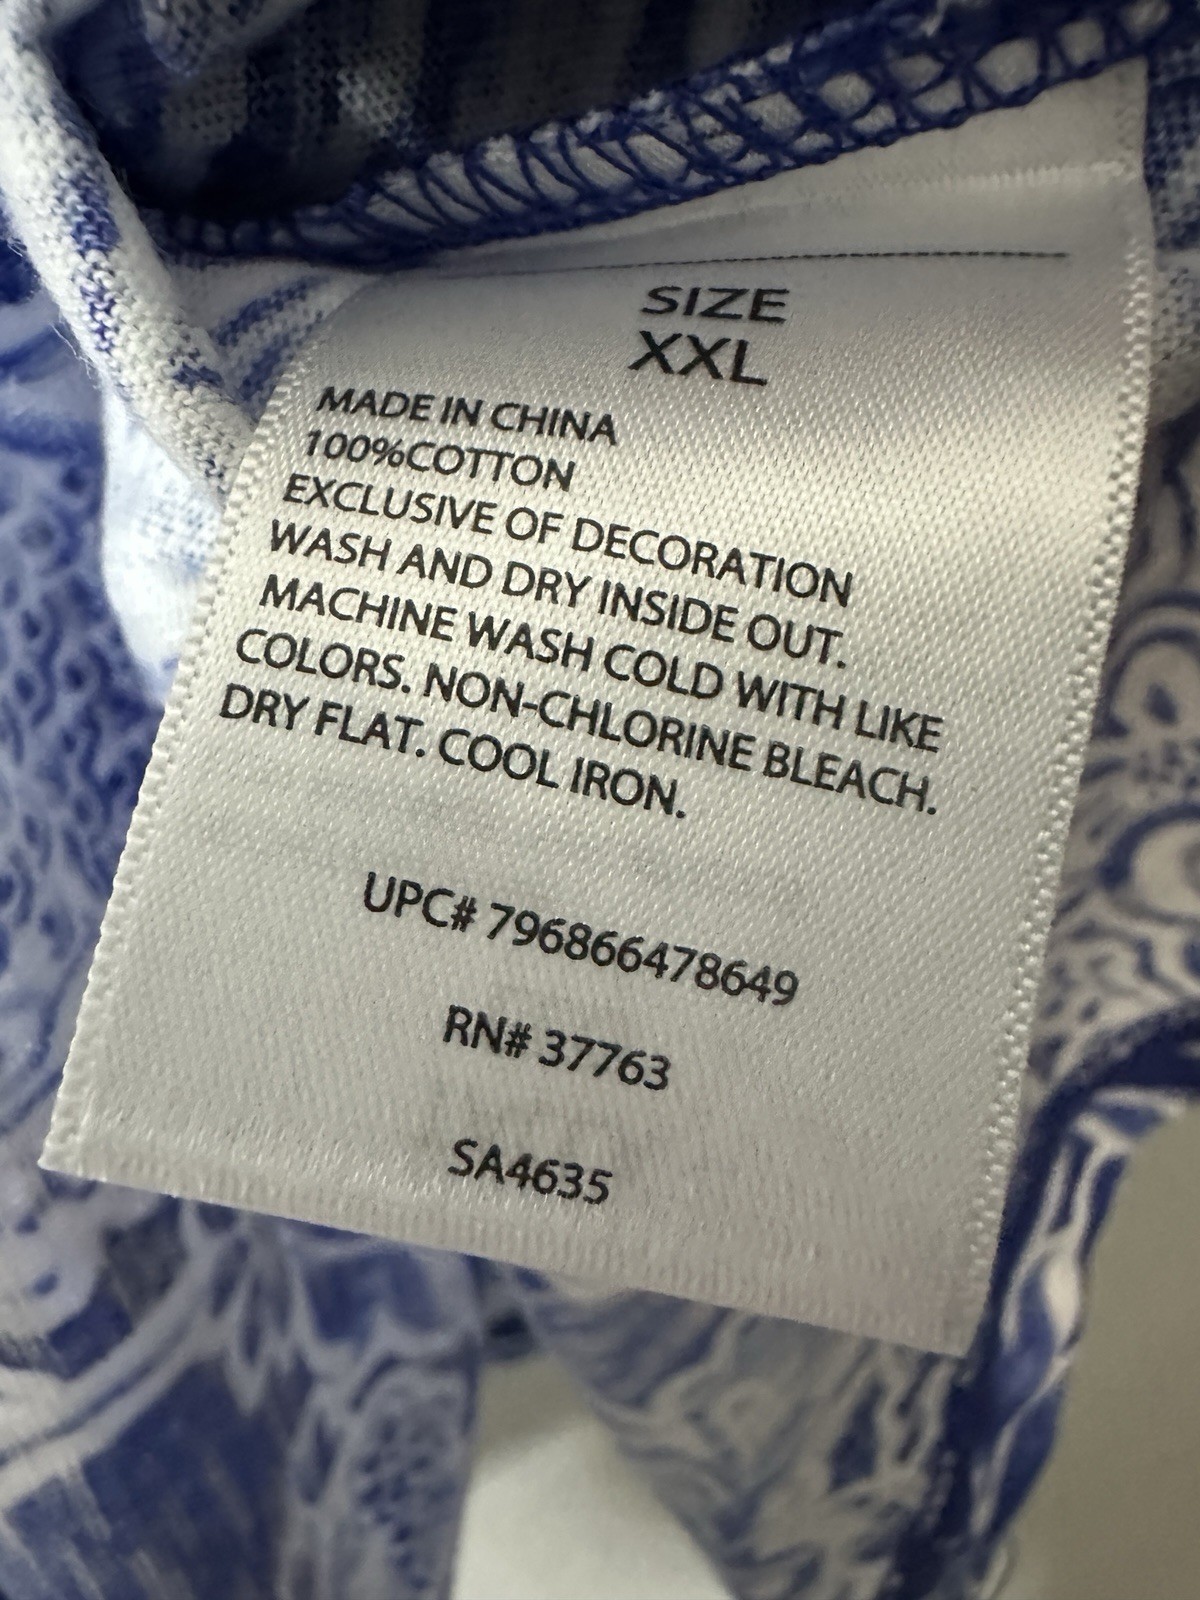 SIZE
XXL
MADE IN CHINA
100%COTTON
EXCLUSIVE OF DECORATION
WASH AND DRY INSIDE OUT.
MACHINE WASH COLD WITH LIKE
COLORS. NON-CHLORINE BLEACH.
DRY FLAT. COOL IRON.
UPC# 796866478649
RN# 37763
SA4635